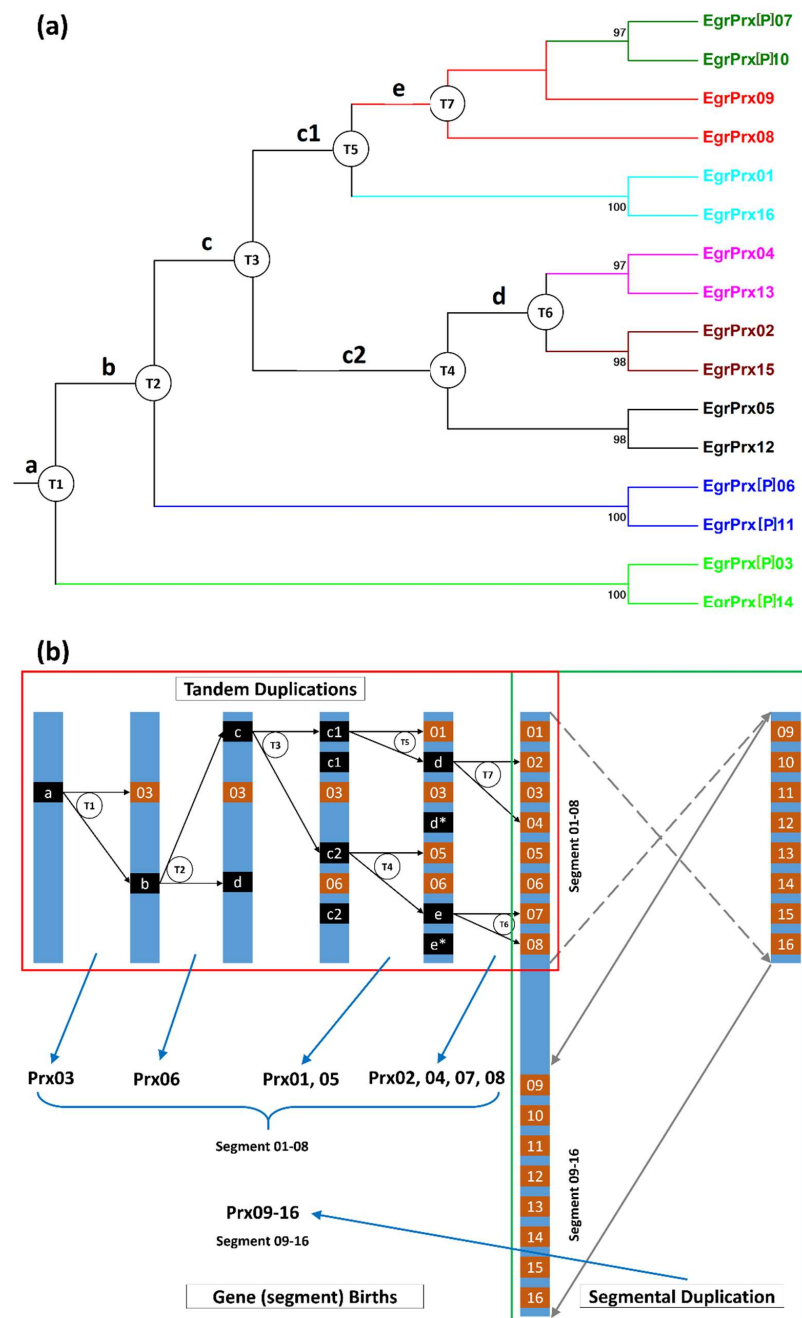 (a)
EgrPrx[P]07
97
EgrPrx[P]10
e
T7
EgrPrx09
c1
EgrPrx08
T5
EgrPrx01
100
EgrPrx16
c
T3
EgrPrx04
97
d
EgrPrx13
T6
EgrPrx02
c2
98
EgrPrx15
b
T4
T2
EgrPrx05
98
EgrPrx12
a
T1
EgrPrx[P]06
100
EgrPrx[P]11
EgrPrx[P]03
100
EgrPrx[P]14
(b)
Tandem Duplications
c T3 c1 T5 01 01 09
c1 d T7 02 10
a T1 03 03 03 03 03 11
d* 04 12
c2 T4 05 05 13
T2 06 06 06 14
b d c2 e T6 07 07 15
e* 08 08 16
Segment 01-08
Prx03 Prx06 Prx01, 05 Prx02, 04, 07, 08
Segment 01-08
09
10
11
12
13
14
15
16
Segment 09-16
Prx09-16
Segment 09-16
Gene (segment) Births
Segmental Duplication